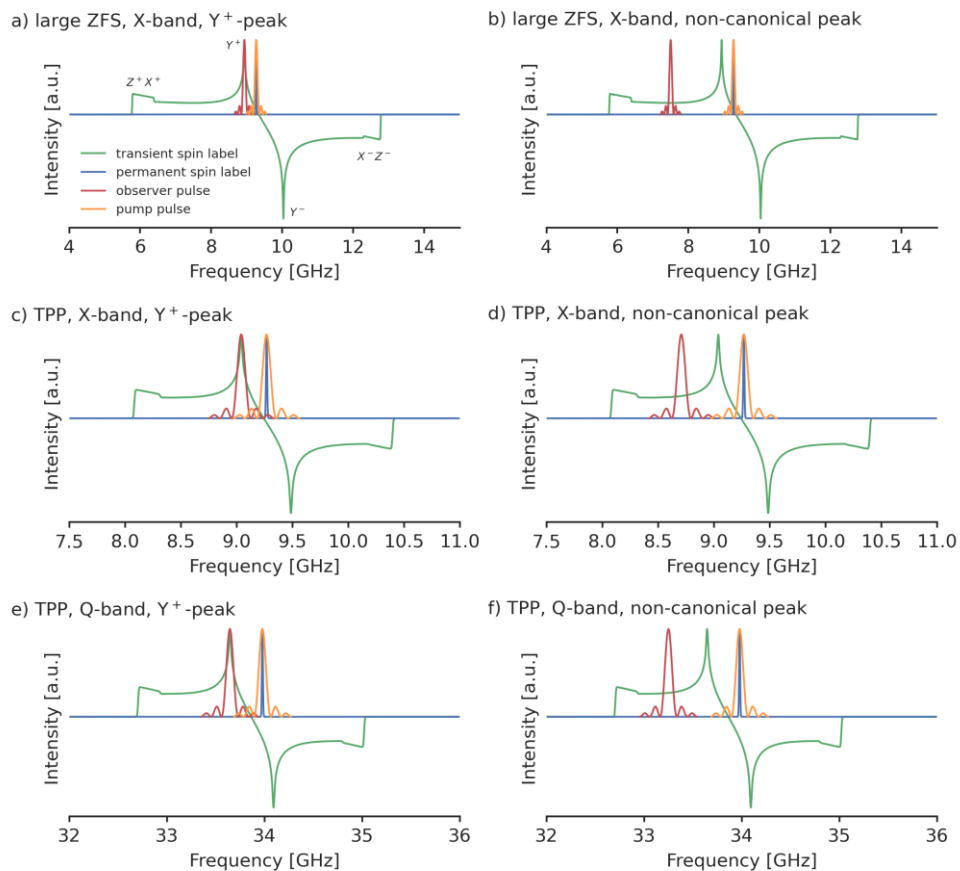 a) large ZFS, X-band, Y⁺-peak
b) large ZFS, X-band, non-canonical peak
Intensity [a.u.]
Z⁺X⁺
Y⁺
X⁻Z⁻
Y⁻
transient spin label
permanent spin label
observer pulse
pump pulse
4 6 8 10 12 14
Frequency [GHz]
Intensity [a.u.]
4 6 8 10 12 14
Frequency [GHz]
c) TPP, X-band, Y⁺-peak
d) TPP, X-band, non-canonical peak
Intensity [a.u.]
7.5 8.0 8.5 9.0 9.5 10.0 10.5 11.0
Frequency [GHz]
Intensity [a.u.]
7.5 8.0 8.5 9.0 9.5 10.0 10.5 11.0
Frequency [GHz]
e) TPP, Q-band, Y⁺-peak
f) TPP, Q-band, non-canonical peak
Intensity [a.u.]
32 33 34 35 36
Frequency [GHz]
Intensity [a.u.]
32 33 34 35 36
Frequency [GHz]